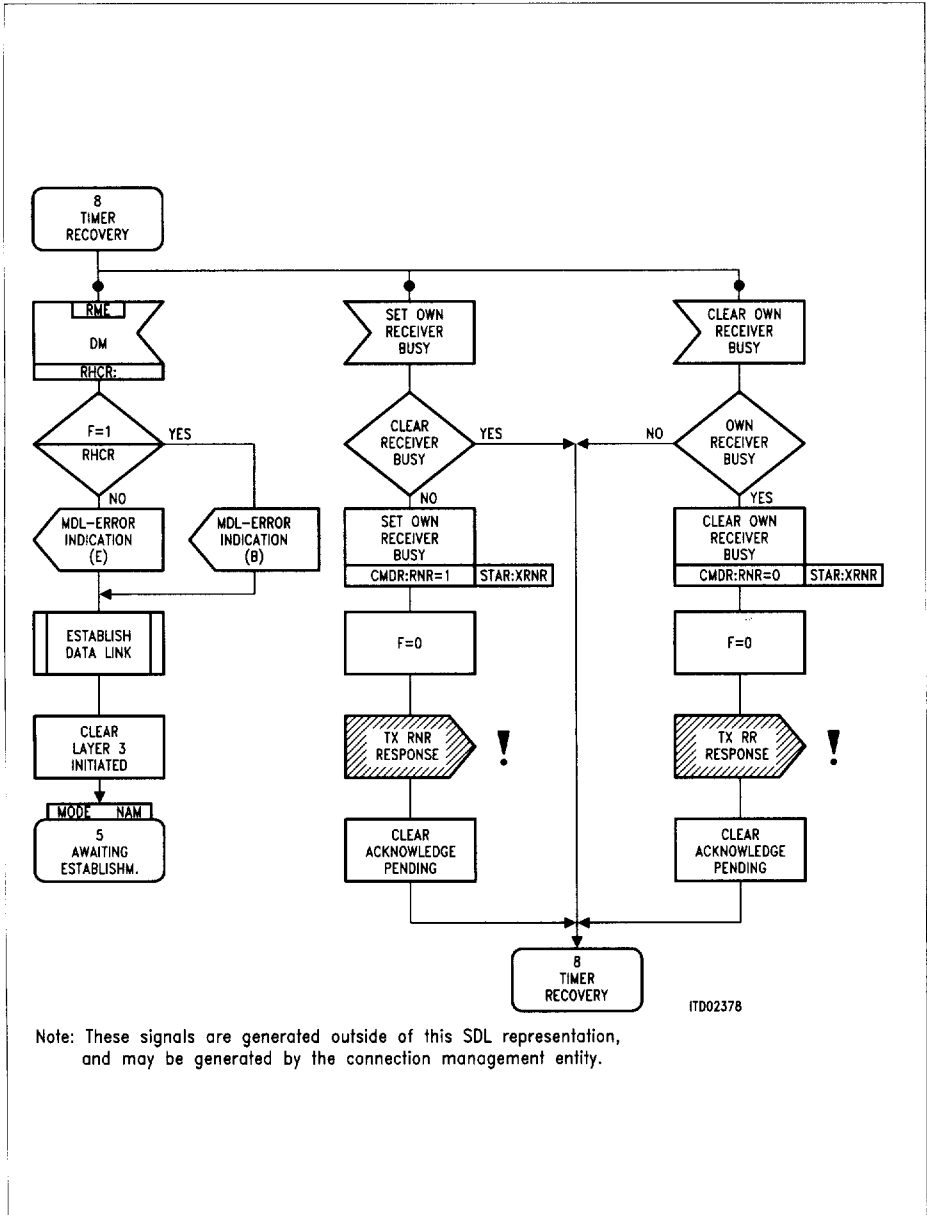 8
TIMER
RECOVERY
RME
DM
RHCR:
F=1
RHCR
YES
NO
MDL-ERROR
INDICATION
(E)
MDL-ERROR
INDICATION
(B)
ESTABLISH
DATA LINK
CLEAR
LAYER 3
INITIATED
MODE NAM
5
AWAITING
ESTABLISHM.
SET OWN
RECEIVER
BUSY
CLEAR
RECEIVER
BUSY
YES
NO
SET OWN
RECEIVER
BUSY
CMDR:RNR=1
STAR:XRNR
F=0
TX RNR
RESPONSE
!
CLEAR
ACKNOWLEDGE
PENDING
CLEAR OWN
RECEIVER
BUSY
NO
OWN
RECEIVER
BUSY
YES
CLEAR OWN
RECEIVER
BUSY
CMDR:RNR=0
STAR:XRNR
F=0
TX RR
RESPONSE
!
CLEAR
ACKNOWLEDGE
PENDING
8
TIMER
RECOVERY
ITD02378
Note: These signals are generated outside of this SDL representation,
and may be generated by the connection management entity.